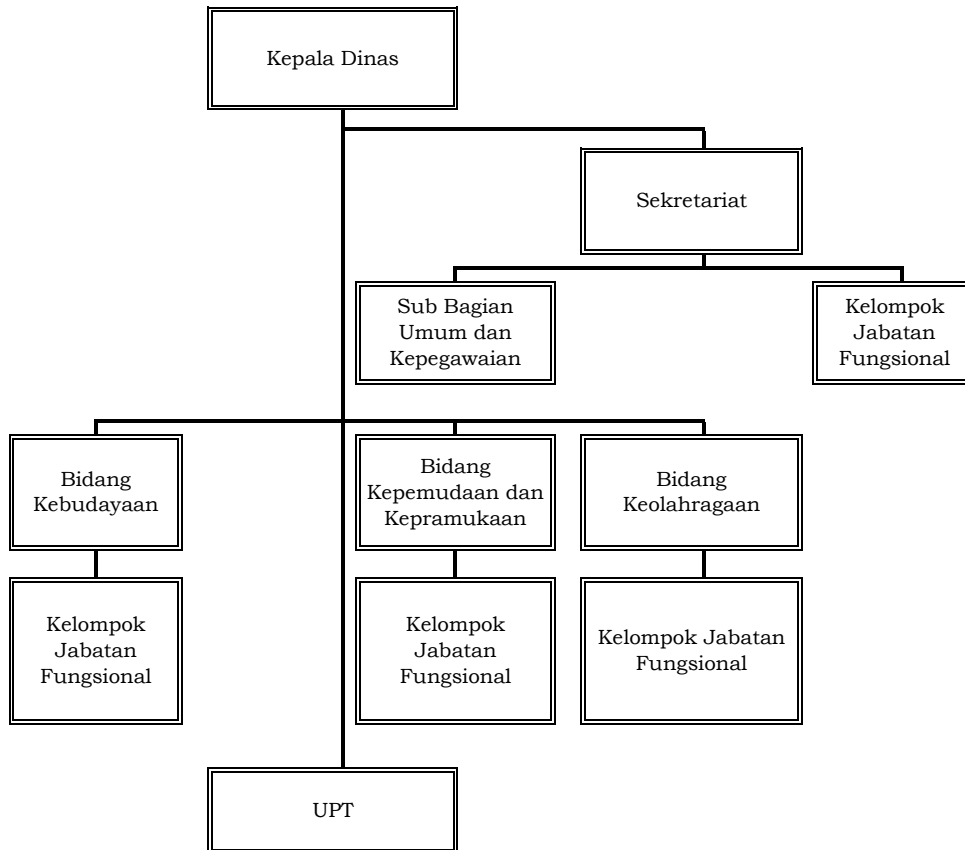 Kepala Dinas
Sekretariat
Sub Bagian
Umum dan
Kepegawaian
Kelompok
Jabatan
Fungsional
Bidang
Kebudayaan
Bidang
Kepemudaan dan
Kepramukaan
Bidang
Keolahragaan
Kelompok
Jabatan
Fungsional
Kelompok
Jabatan
Fungsional
Kelompok Jabatan
Fungsional
UPT